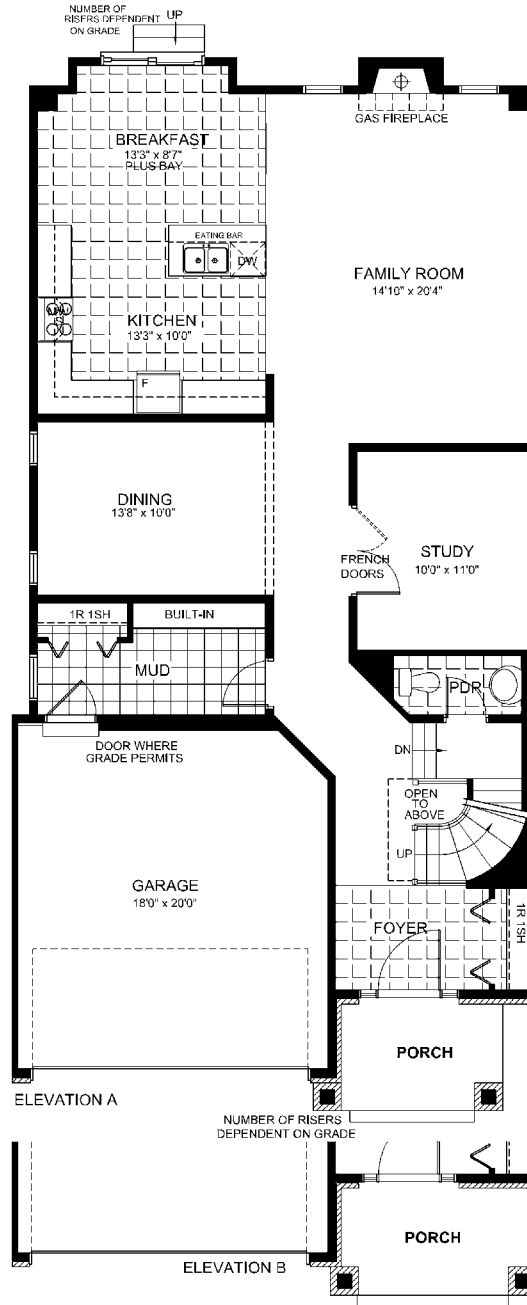 NUMBER OF
RISERS DEPENDENT
ON GRADE
UP
GAS FIREPLACE
BREAKFAST
13'3" x 8'7"
PLUS BAY
EATING BAR
DW
FAMILY ROOM
14'10" x 20'4"
KITCHEN
13'3" x 10'0"
F
DINING
13'8" x 10'0"
FRENCH
DOORS
STUDY
10'0" x 11'0"
1R 1SH
BUILT-IN
MUD
PDR
DOOR WHERE
GRADE PERMITS
DN
OPEN
TO
ABOVE
UP
GARAGE
18'0" x 20'0"
FOYER
1R 1SH
PORCH
ELEVATION A
NUMBER OF RISERS
DEPENDENT ON GRADE
PORCH
ELEVATION B